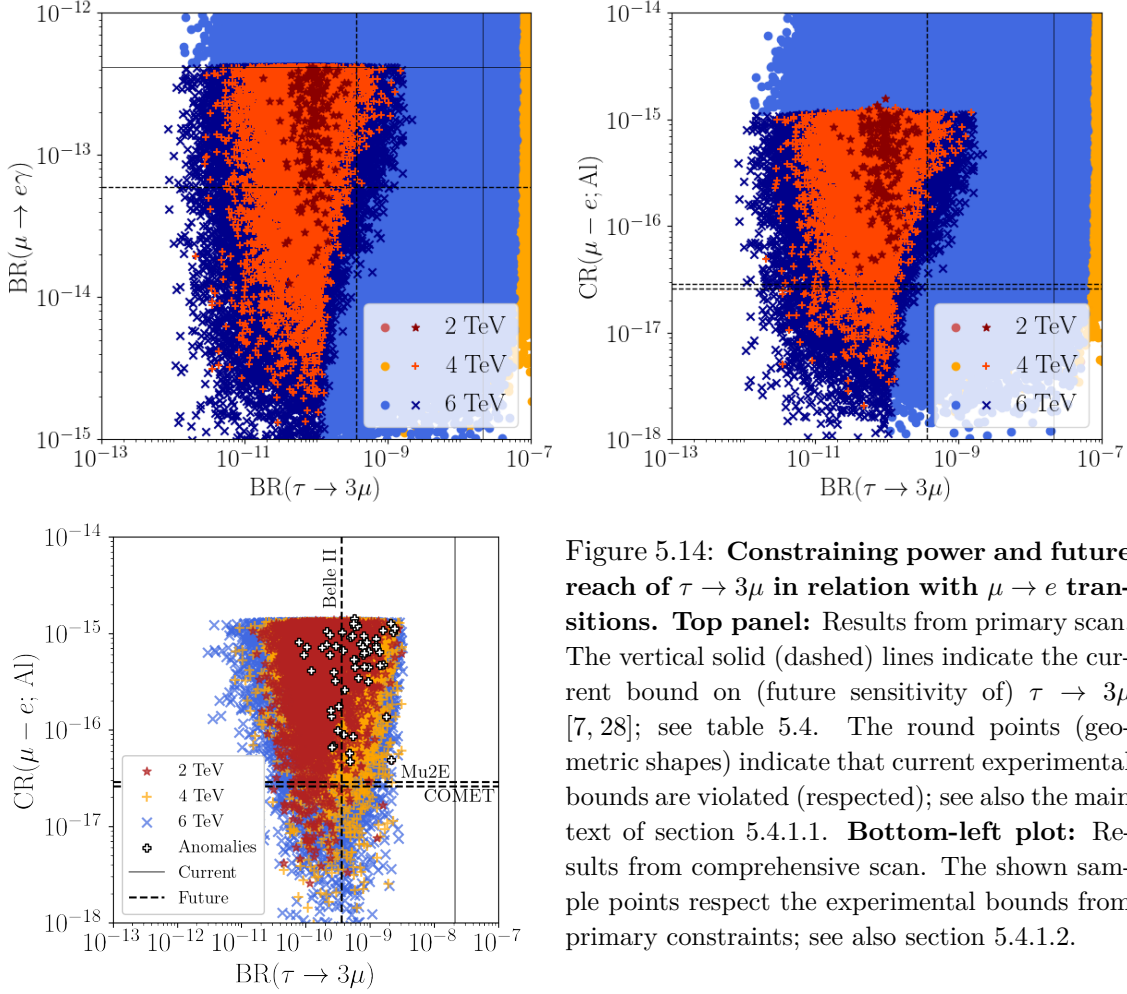 10−12
10−13
10−14
10−15
BR(μ → eγ)
10−13
10−11
10−9
10−7
BR(τ → 3μ)
2 TeV
4 TeV
6 TeV
10−14
10−15
10−16
10−17
10−18
CR(μ − e; Al)
10−13
10−11
10−9
10−7
BR(τ → 3μ)
2 TeV
4 TeV
6 TeV
10−14
10−15
10−16
10−17
10−18
CR(μ − e; Al)
Belle II
Mu2E
COMET
2 TeV
4 TeV
6 TeV
Anomalies
Current
Future
10−13
10−12
10−11
10−10
10−9
10−8
10−7
BR(τ → 3μ)
Figure 5.14: Constraining power and future
reach of τ → 3μ in relation with μ → e tran-
sitions. Top panel: Results from primary scan.
The vertical solid (dashed) lines indicate the cur-
rent bound on (future sensitivity of) τ → 3μ
[7, 28]; see table 5.4. The round points (geo-
metric shapes) indicate that current experimental
bounds are violated (respected); see also the main
text of section 5.4.1.1. Bottom-left plot: Re-
sults from comprehensive scan. The shown sam-
ple points respect the experimental bounds from
primary constraints; see also section 5.4.1.2.